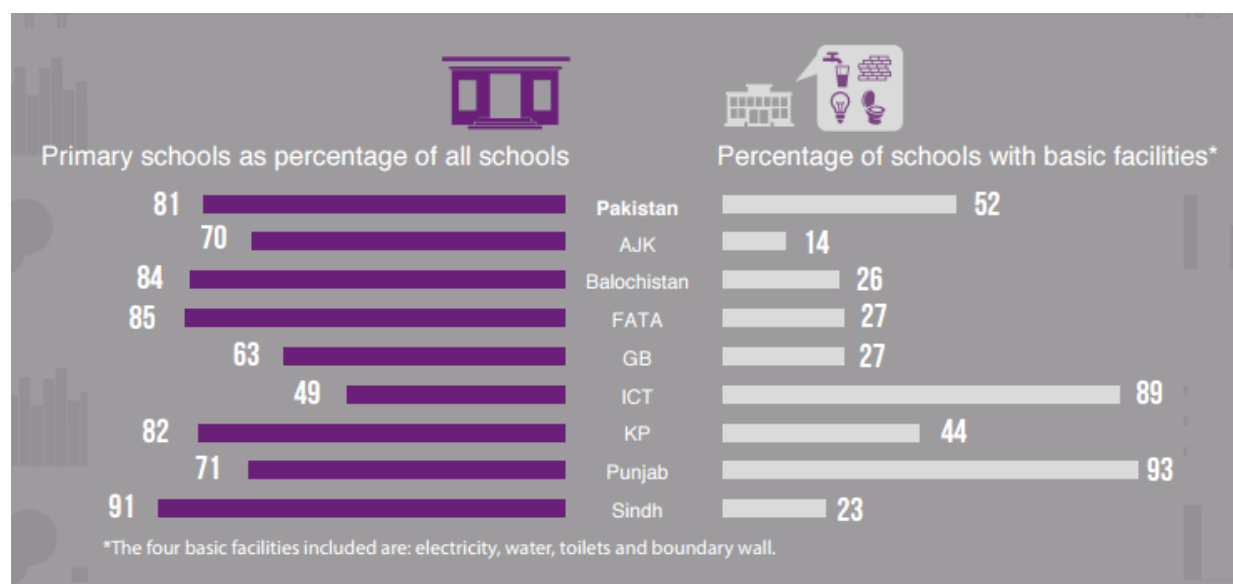 Primary schools as percentage of all schools
Percentage of schools with basic facilities*
81 Pakistan 52
70 AJK 14
84 Balochistan 26
85 FATA 27
63 GB 27
49 ICT 89
82 KP 44
71 Punjab 93
91 Sindh 23
*The four basic facilities included are: electricity, water, toilets and boundary wall.